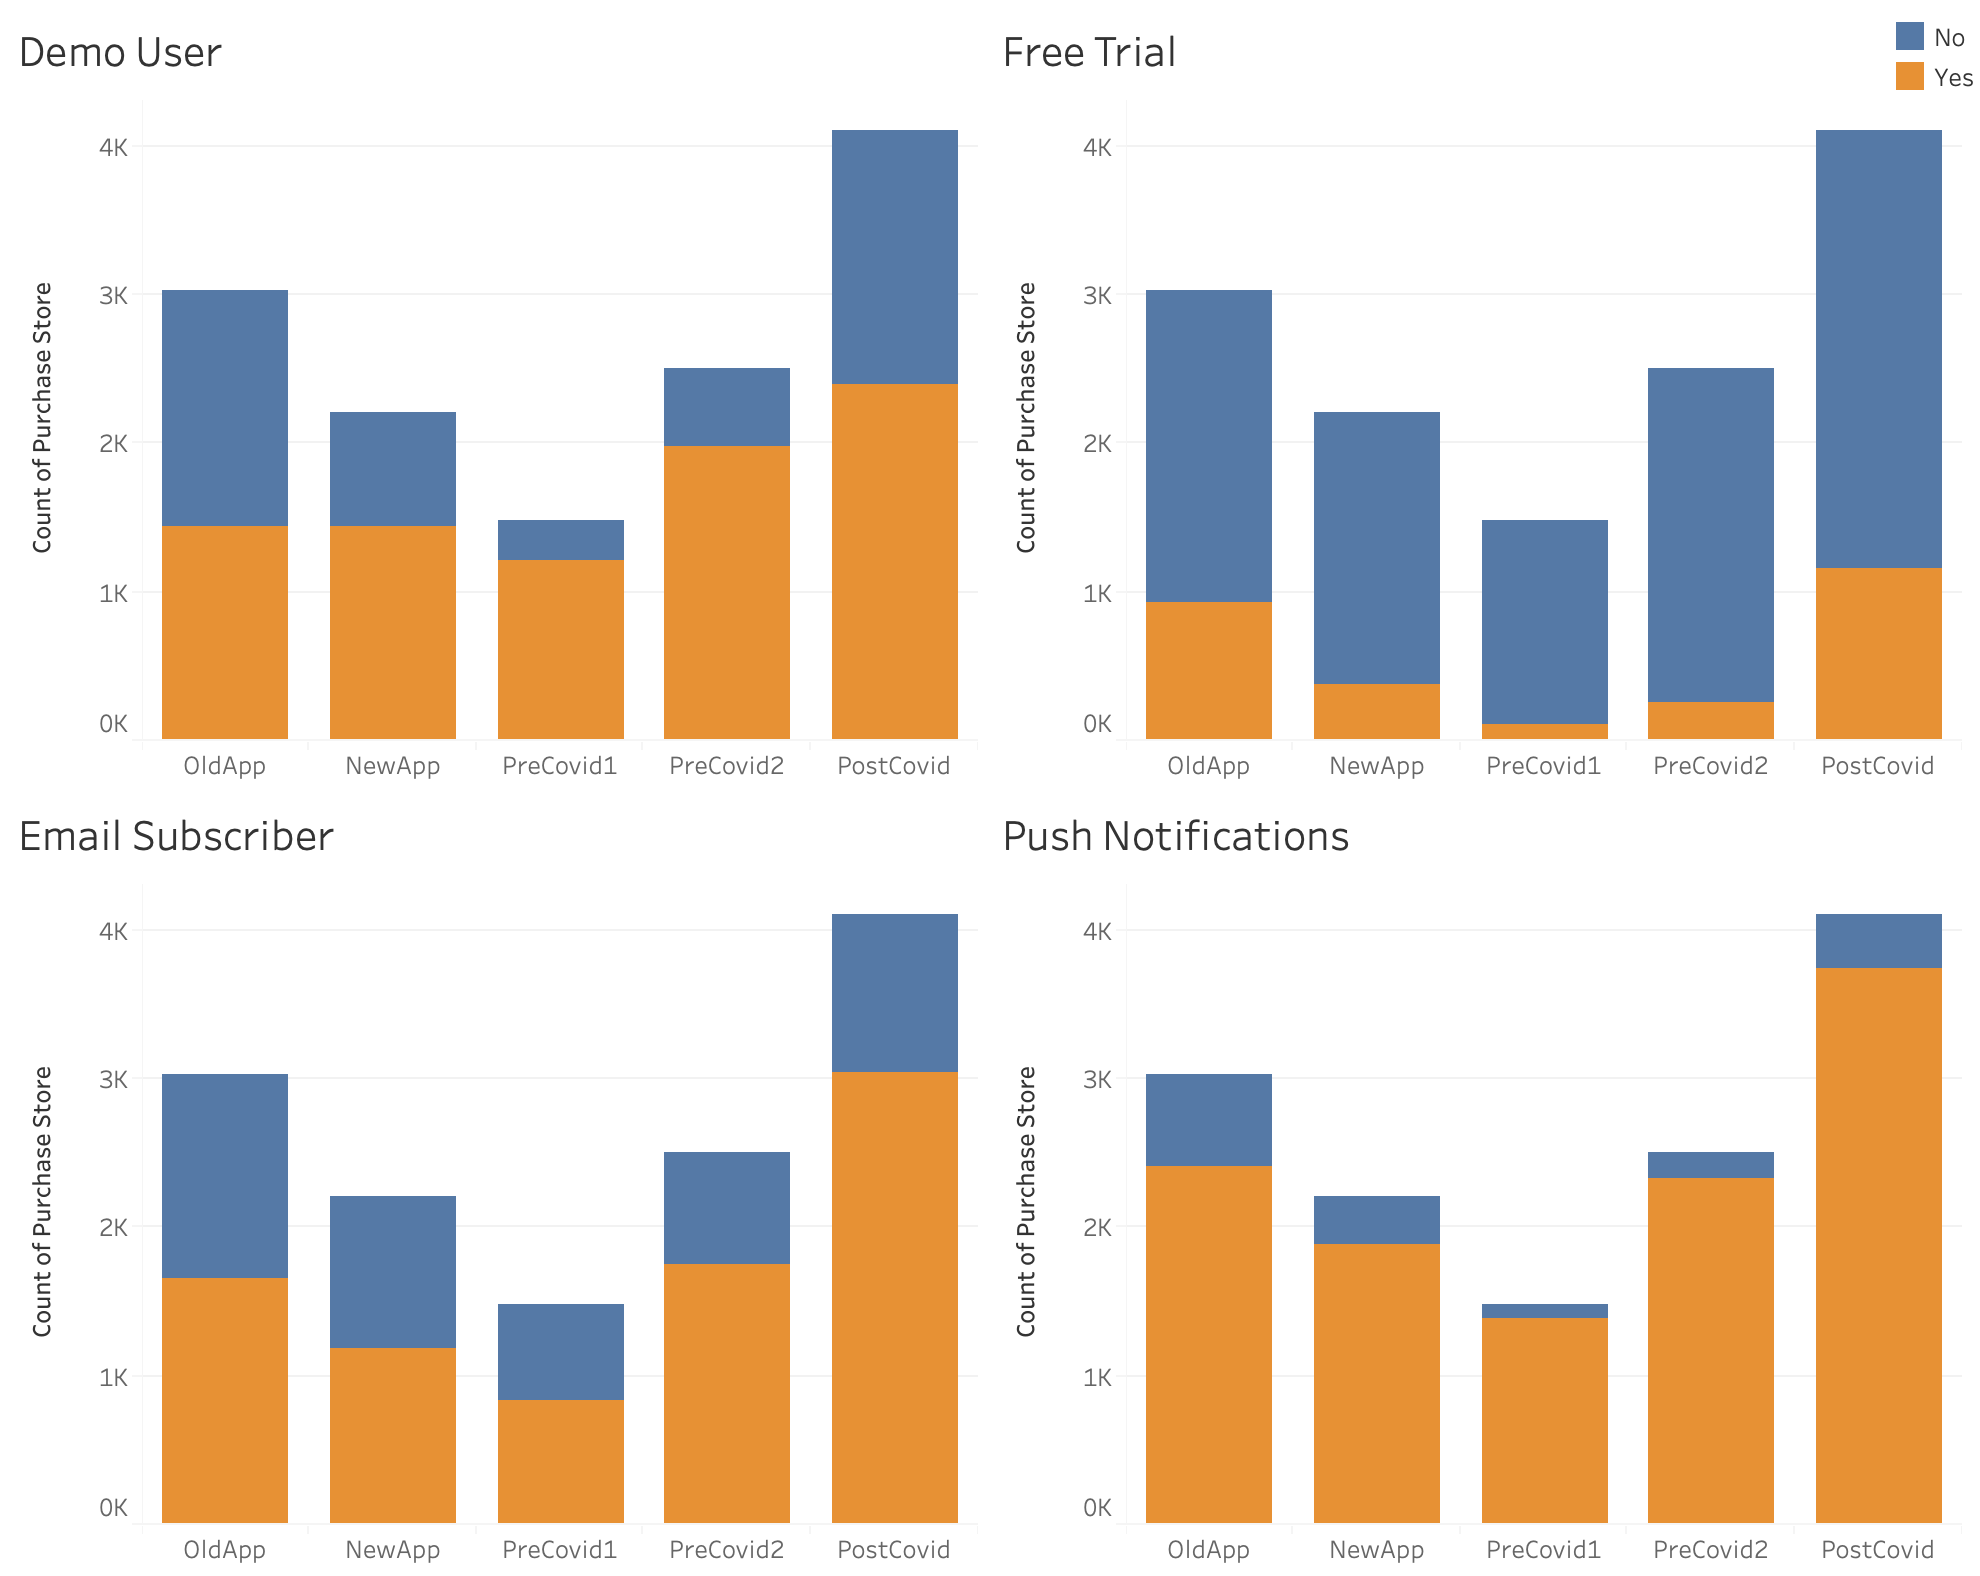 Demo User
Count of Purchase Store
4K
3K
2K
1K
0K
OldApp NewApp PreCovid1 PreCovid2 PostCovid
Free Trial
No
Yes
Count of Purchase Store
4K
3K
2K
1K
0K
OldApp NewApp PreCovid1 PreCovid2 PostCovid
Email Subscriber
Count of Purchase Store
4K
3K
2K
1K
0K
OldApp NewApp PreCovid1 PreCovid2 PostCovid
Push Notifications
Count of Purchase Store
4K
3K
2K
1K
0K
OldApp NewApp PreCovid1 PreCovid2 PostCovid